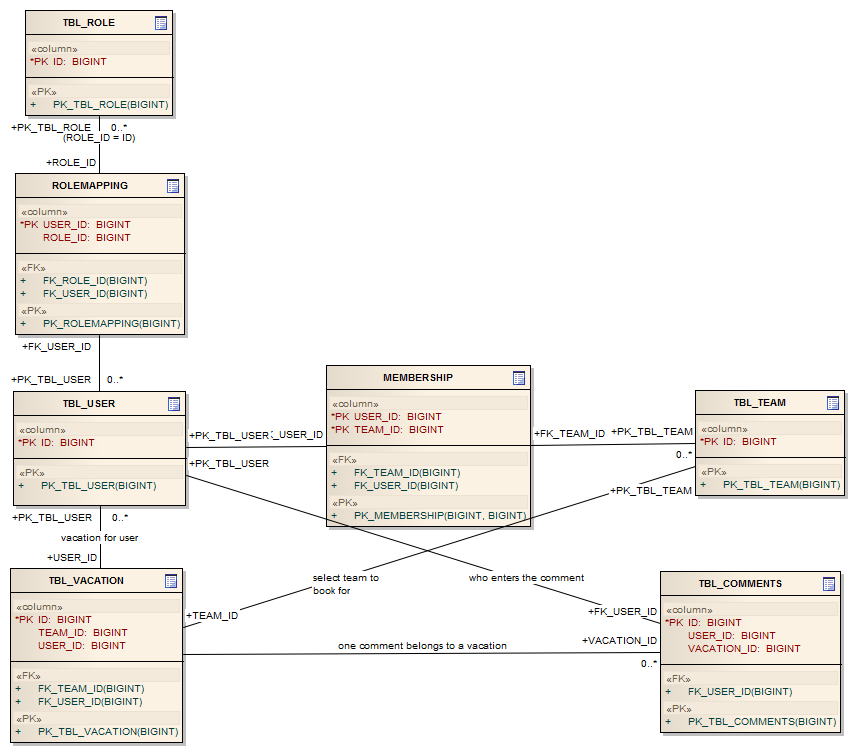 TBL_ROLE
«column»
*PK ID: BIGINT
«PK»
+ PK_TBL_ROLE(BIGINT)
+PK_TBL_ROLE 0..*
(ROLE_ID = ID)
+ROLE_ID
ROLEMAPPING
«column»
*PK USER_ID: BIGINT
ROLE_ID: BIGINT
«FK»
+ FK_ROLE_ID(BIGINT)
+ FK_USER_ID(BIGINT)
«PK»
+ PK_ROLEMAPPING(BIGINT)
+FK_USER_ID
+PK_TBL_USER 0..*
TBL_USER
«column»
*PK ID: BIGINT
«PK»
+ PK_TBL_USER(BIGINT)
+PK_TBL_USER
_USER_ID
+PK_TBL_USER
MEMBERSHIP
«column»
*PK USER_ID: BIGINT
*PK TEAM_ID: BIGINT
«FK»
+ FK_TEAM_ID(BIGINT)
+ FK_USER_ID(BIGINT)
«PK»
+ PK_MEMBERSHIP(BIGINT, BIGINT)
+FK_TEAM_ID +PK_TBL_TEAM
0..*
+PK_TBL_TEAM
TBL_TEAM
«column»
*PK ID: BIGINT
«PK»
+ PK_TBL_TEAM(BIGINT)
+PK_TBL_USER 0..*
vacation for user
+USER_ID
TBL_VACATION
«column»
*PK ID: BIGINT
TEAM_ID: BIGINT
USER_ID: BIGINT
«FK»
+ FK_TEAM_ID(BIGINT)
+ FK_USER_ID(BIGINT)
«PK»
+ PK_TBL_VACATION(BIGINT)
+TEAM_ID
select team to
book for
who enters the comment
one comment belongs to a vacation
+FK_USER_ID
+VACATION_ID
0..*
TBL_COMMENTS
«column»
*PK ID: BIGINT
USER_ID: BIGINT
VACATION_ID: BIGINT
«FK»
+ FK_USER_ID(BIGINT)
«PK»
+ PK_TBL_COMMENTS(BIGINT)